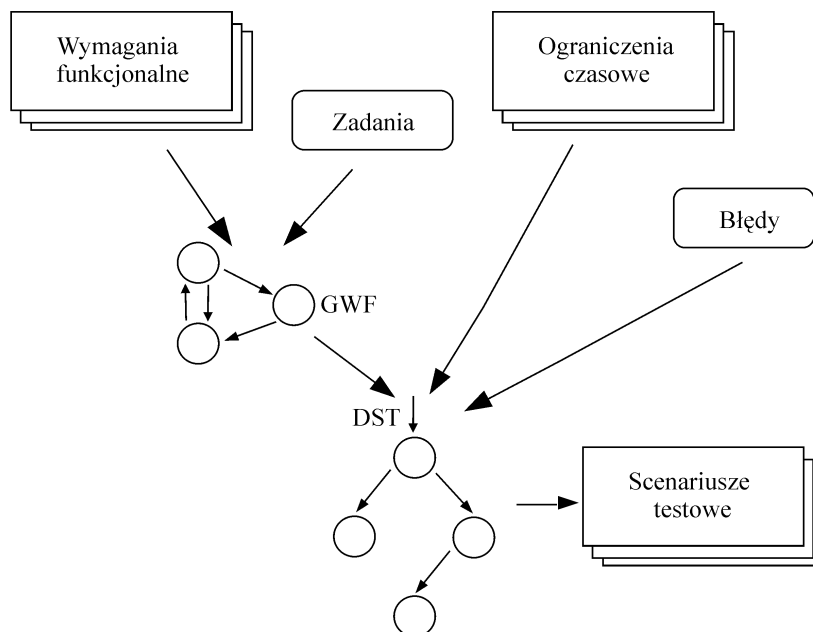 Wymagania
funkcjonalne
Ograniczenia
czasowe
Zadania
Błędy
GWF
DST
Scenariusze
testowe